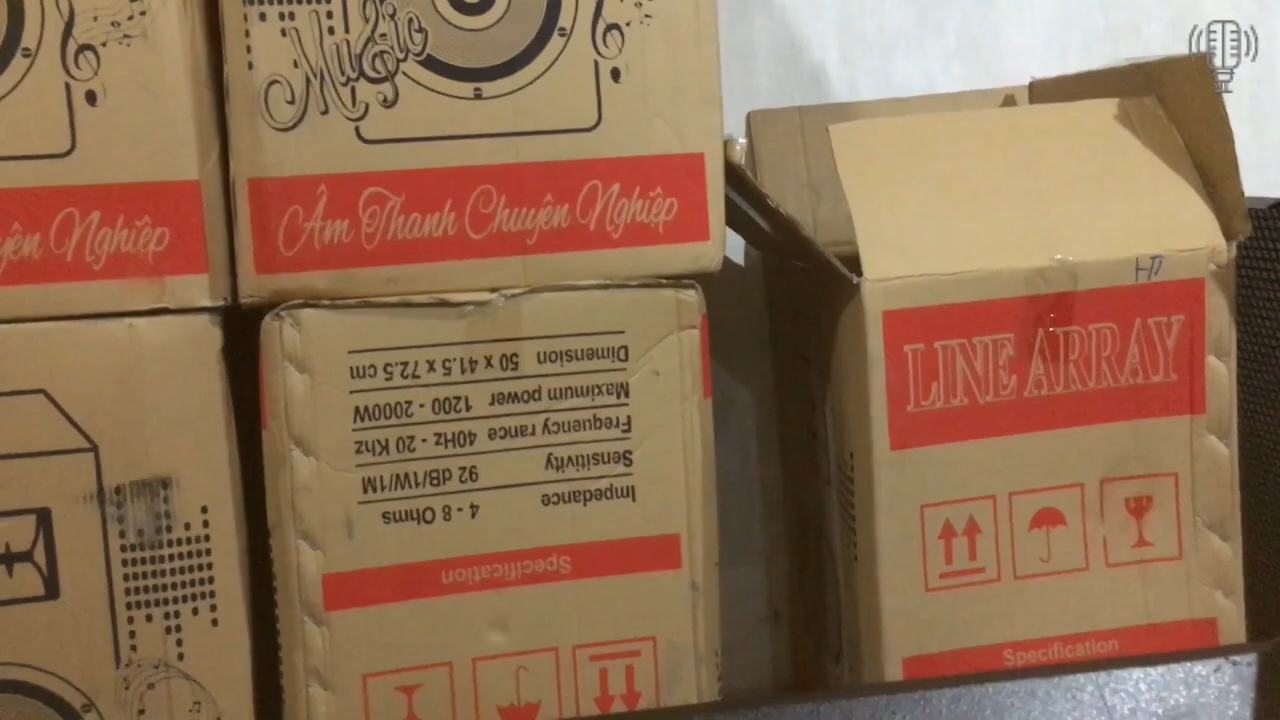 Music
yên Nghiệp
Âm Thanh Chuyên Nghiệp
Specification
Impedance 4 - 8 Ohms
Sensitivity 92 dB/1W/1M
Frequency rance 40Hz - 20 Khz
Maximum power 1200 - 2000W
Dimension 50 x 41.5 x 72.5 cm
LINE ARRAY
Specification